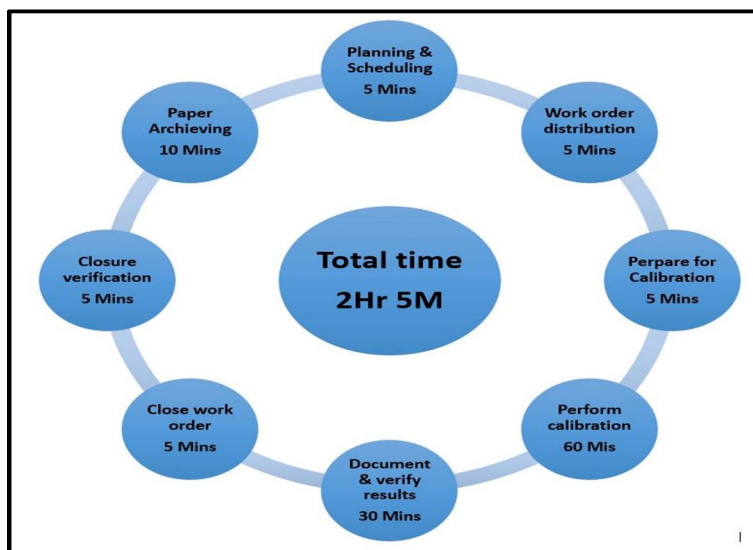 Planning &
Scheduling
5 Mins
Work order
distribution
5 Mins
Perpare for
Calibration
5 Mins
Perform
calibration
60 Mis
Document
& verify
results
30 Mins
Close work
order
5 Mins
Closure
verification
5 Mins
Paper
Archieving
10 Mins
Total time
2Hr 5M